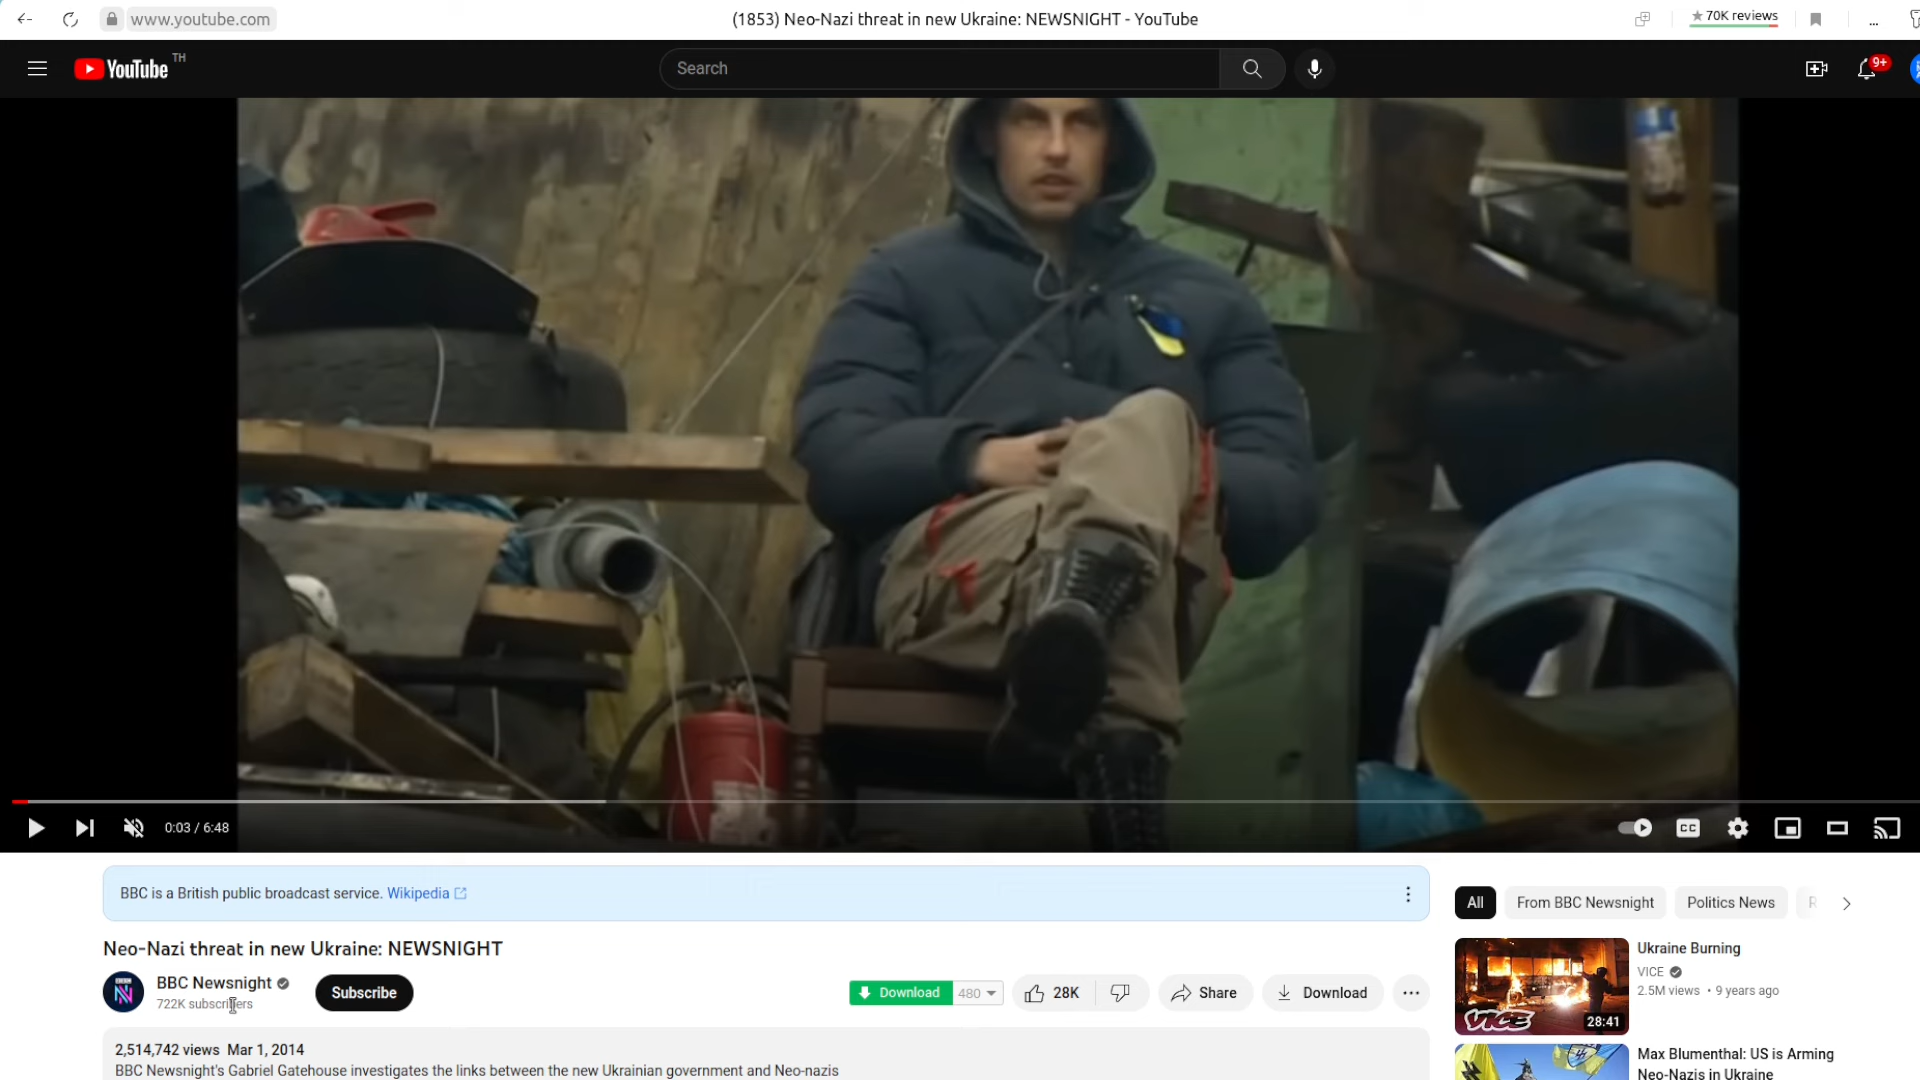 www.youtube.com
(1853) Neo-Nazi threat in new Ukraine: NEWSNIGHT - YouTube
★ 70K reviews
...
YouTube TH
Search
9+
0:03 / 6:48
CC
BBC is a British public broadcast service. Wikipedia
Neo-Nazi threat in new Ukraine: NEWSNIGHT
BBC Newsnight
722K subscribers
Subscribe
Download 480
28K
Share
Download
2,514,742 views Mar 1, 2014
BBC Newsnight's Gabriel Gatehouse investigates the links between the new Ukrainian government and Neo-nazis
All
From BBC Newsnight
Politics News
Ukraine Burning
VICE
2.5M views • 9 years ago
VICE
28:41
Max Blumenthal: US is Arming
Neo-Nazis in Ukraine